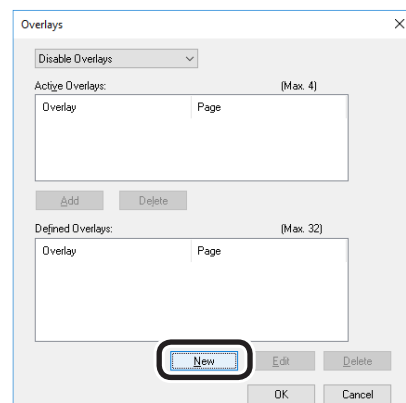 Overlays
Disable Overlays
Active Overlays: (Max. 4)
Overlay Page
Add Delete
Defined Overlays: (Max. 32)
Overlay Page
New Edit Delete
OK Cancel